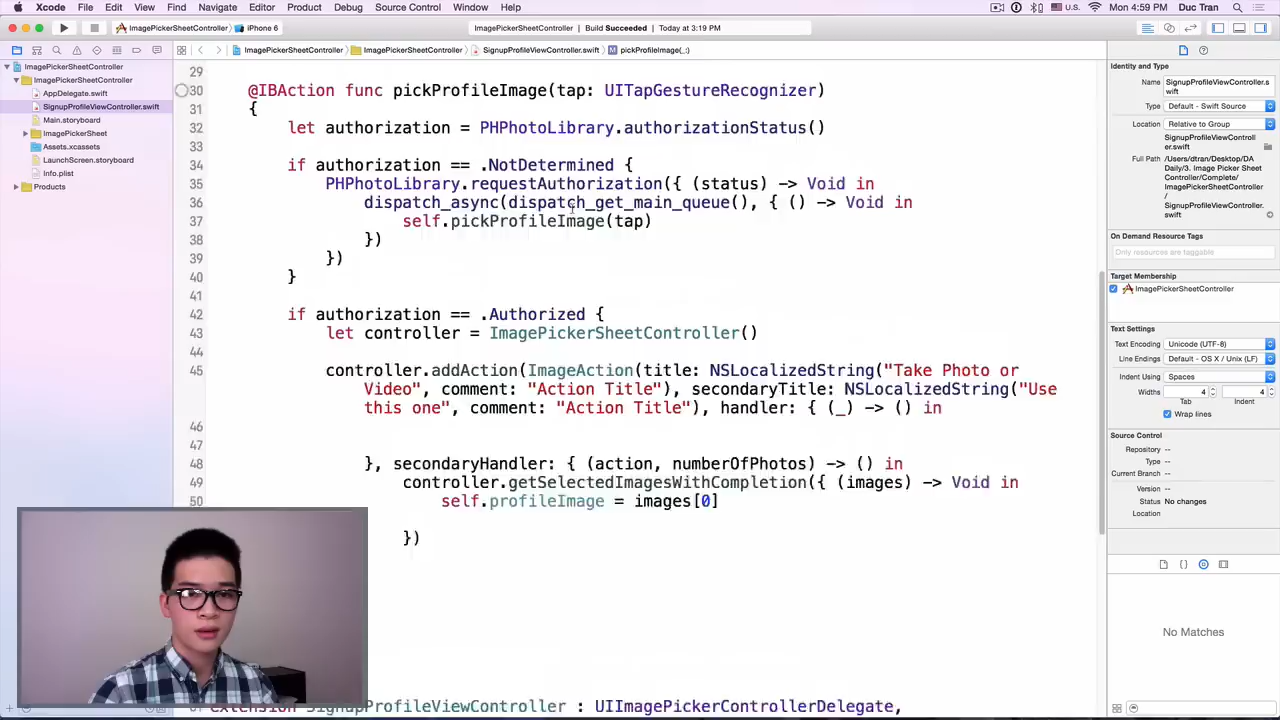 Xcode File Edit View Find Navigate Editor Product Debug Source Control Window Help
U.S. Mon 4:59 PM Duc Tran
ImagePickerSheetController iPhone 6
ImagePickerSheetController Build Succeeded Today at 3:19 PM
ImagePickerSheetController ImagePickerSheetController SignupProfileViewController.swift M pickProfileImage(_:)
ImagePickerSheetController
ImagePickerSheetController
AppDelegate.swift
SignupProfileViewController.swift
Main.storyboard
ImagePickerSheet
Assets.xcassets
LaunchScreen.storyboard
Info.plist
Products
29
30 @IBAction func pickProfileImage(tap: UITapGestureRecognizer)
31 {
32 let authorization = PHPhotoLibrary.authorizationStatus()
33
34 if authorization == .NotDetermined {
35 PHPhotoLibrary.requestAuthorization({ (status) -> Void in
36 dispatch_async(dispatch_get_main_queue(), { () -> Void in
37 self.pickProfileImage(tap)
38 })
39 })
40 }
41
42 if authorization == .Authorized {
43 let controller = ImagePickerSheetController()
44
45 controller.addAction(ImageAction(title: NSLocalizedString("Take Photo or
Video", comment: "Action Title"), secondaryTitle: NSLocalizedString("Use
this one", comment: "Action Title"), handler: { (_) -> () in
46
47
48 }, secondaryHandler: { (action, numberOfPhotos) -> () in
49 controller.getSelectedImagesWithCompletion({ (images) -> Void in
50 self.profileImage = images[0]
})
extension SignupProfileViewController : UIImagePickerControllerDelegate,
Identity and Type
Name SignupProfileViewController.s
wift
Type Default - Swift Source
Location Relative to Group
SignupProfileViewControll
er.swift
Full Path /Users/dtran/Desktop/DA
Daily/3. Image Picker Sheet
Controller/Complete/
ImagePickerSheetController
/
SignupProfileViewController.
swift
On Demand Resource Tags
Only resources are taggable
Target Membership
ImagePickerSheetController
Text Settings
Text Encoding Unicode (UTF-8)
Line Endings Default - OS X / Unix (LF)
Indent Using Spaces
Widths 4 4
Tab Indent
Wrap lines
Source Control
Repository --
Type --
Current Branch --
Version --
Status No changes
Location
{ }
No Matches